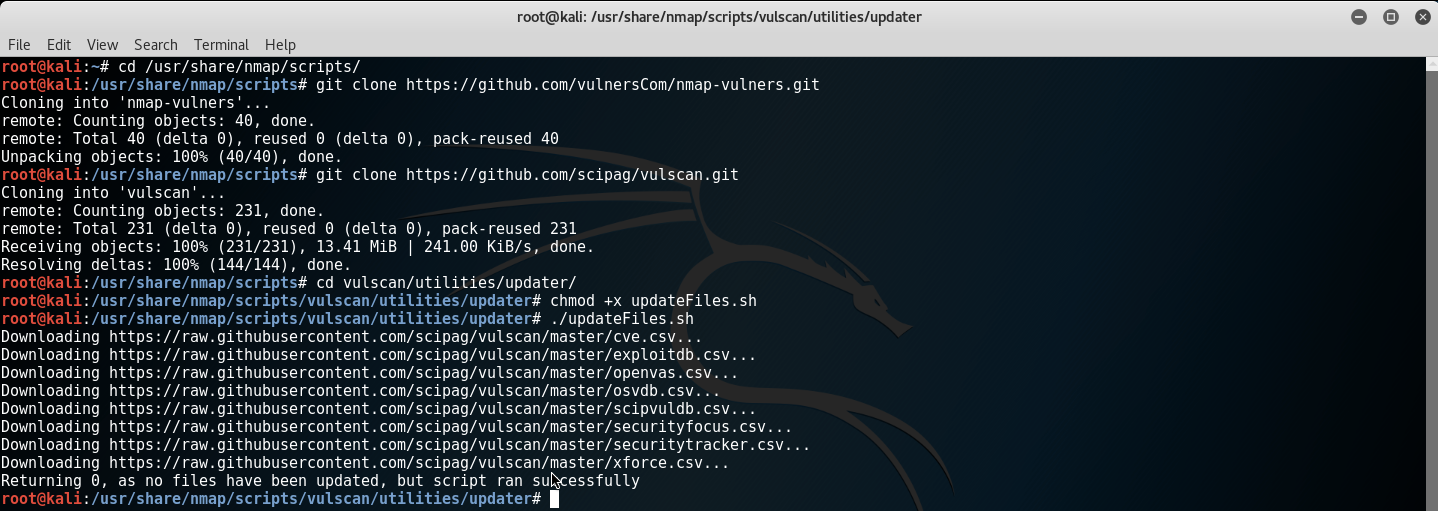 root@kali: /usr/share/nmap/scripts/vulscan/utilities/updater
File Edit View Search Terminal Help
root@kali:~# cd /usr/share/nmap/scripts/
root@kali:/usr/share/nmap/scripts# git clone https://github.com/vulnersCom/nmap-vulners.git
Cloning into 'nmap-vulners'...
remote: Counting objects: 40, done.
remote: Total 40 (delta 0), reused 0 (delta 0), pack-reused 40
Unpacking objects: 100% (40/40), done.
root@kali:/usr/share/nmap/scripts# git clone https://github.com/scipag/vulscan.git
Cloning into 'vulscan'...
remote: Counting objects: 231, done.
remote: Total 231 (delta 0), reused 0 (delta 0), pack-reused 231
Receiving objects: 100% (231/231), 13.41 MiB | 241.00 KiB/s, done.
Resolving deltas: 100% (144/144), done.
root@kali:/usr/share/nmap/scripts# cd vulscan/utilities/updater/
root@kali:/usr/share/nmap/scripts/vulscan/utilities/updater# chmod +x updateFiles.sh
root@kali:/usr/share/nmap/scripts/vulscan/utilities/updater# ./updateFiles.sh
Downloading https://raw.githubusercontent.com/scipag/vulscan/master/cve.csv...
Downloading https://raw.githubusercontent.com/scipag/vulscan/master/exploitdb.csv...
Downloading https://raw.githubusercontent.com/scipag/vulscan/master/openvas.csv...
Downloading https://raw.githubusercontent.com/scipag/vulscan/master/osvdb.csv...
Downloading https://raw.githubusercontent.com/scipag/vulscan/master/scipvuldb.csv...
Downloading https://raw.githubusercontent.com/scipag/vulscan/master/securityfocus.csv...
Downloading https://raw.githubusercontent.com/scipag/vulscan/master/securitytracker.csv...
Downloading https://raw.githubusercontent.com/scipag/vulscan/master/xforce.csv...
Returning 0, as no files have been updated, but script ran successfully
root@kali:/usr/share/nmap/scripts/vulscan/utilities/updater#